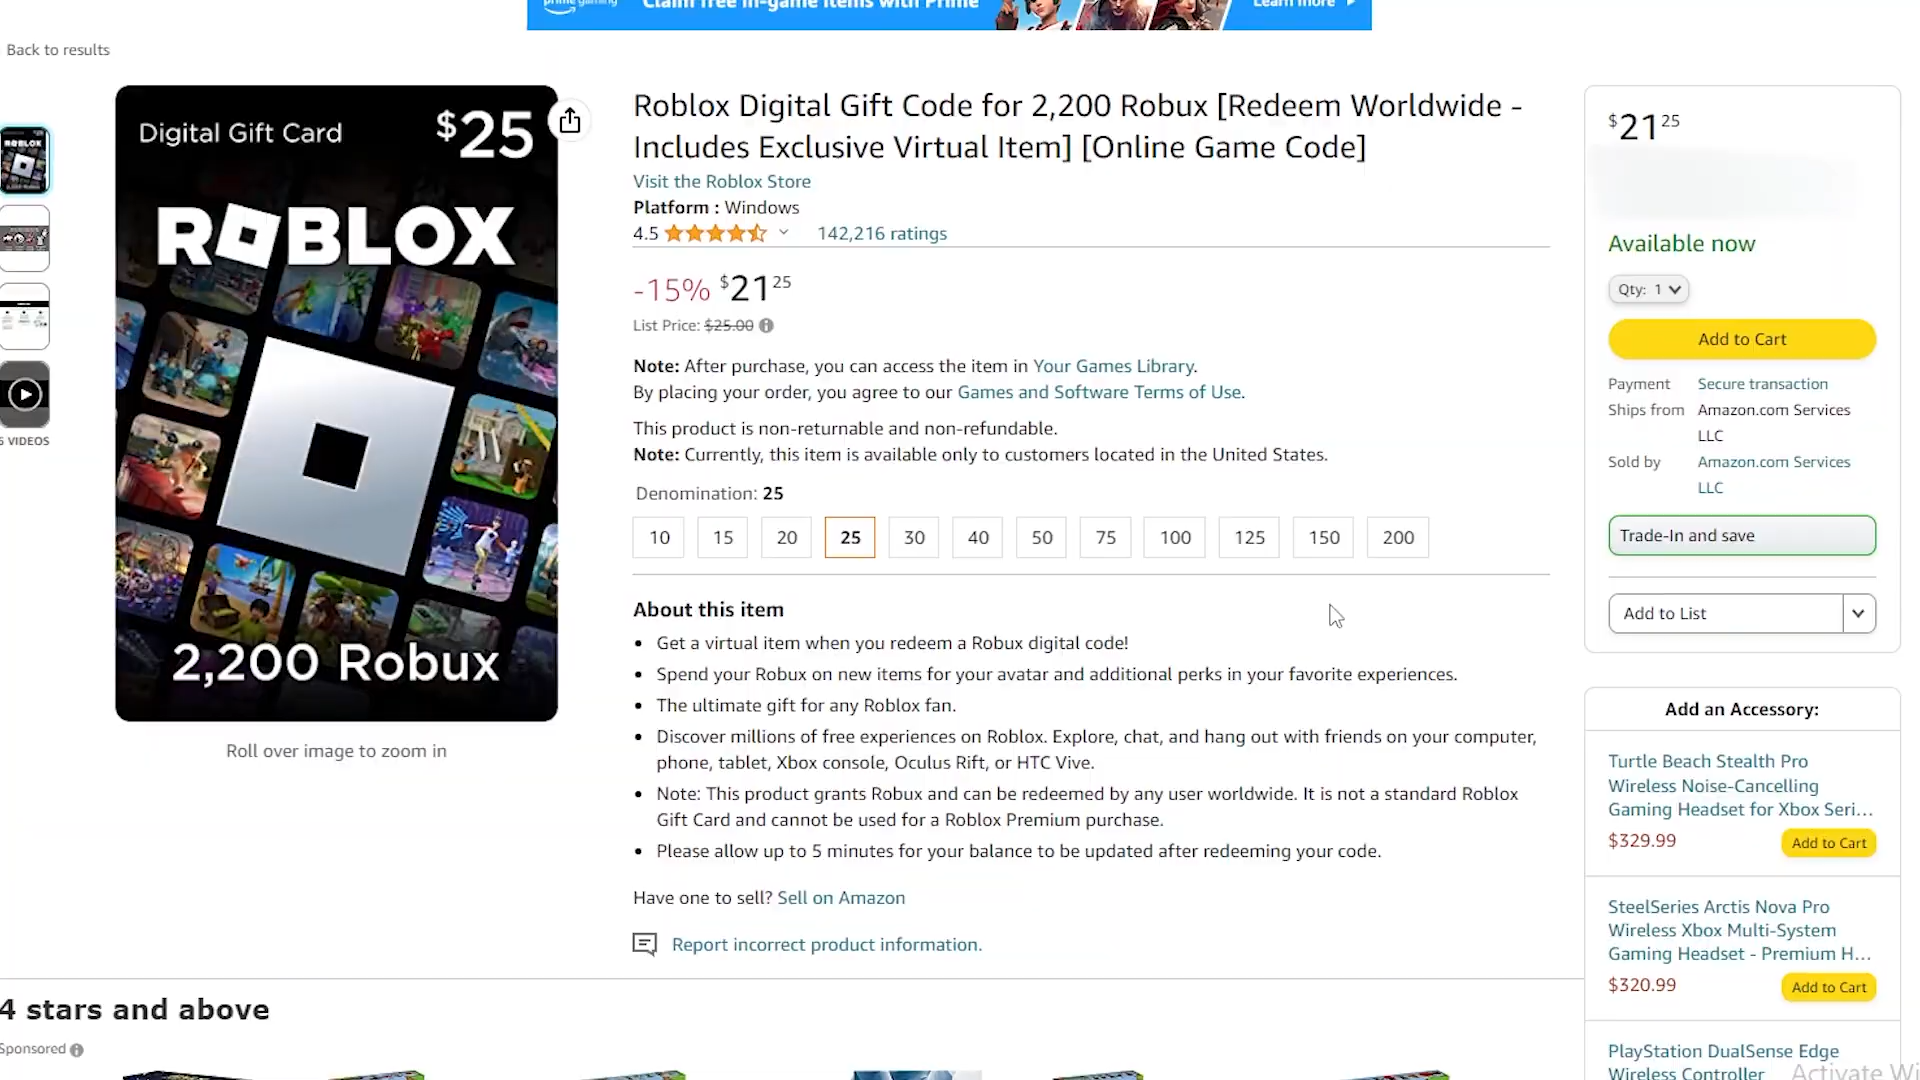 Claim free in-game items with Prime
Learn more
Back to results
Digital Gift Card $25
ROBLOX
2,200 Robux
Roll over image to zoom in
6 VIDEOS
Roblox Digital Gift Code for 2,200 Robux [Redeem Worldwide -
Includes Exclusive Virtual Item] [Online Game Code]
Visit the Roblox Store
Platform : Windows
4.5 142,216 ratings
-15% $21 25
List Price: $25.00
Note: After purchase, you can access the item in Your Games Library.
By placing your order, you agree to our Games and Software Terms of Use.
This product is non-returnable and non-refundable.
Note: Currently, this item is available only to customers located in the United States.
Denomination: 25
10 15 20 25 30 40 50 75 100 125 150 200
About this item
• Get a virtual item when you redeem a Robux digital code!
• Spend your Robux on new items for your avatar and additional perks in your favorite experiences.
• The ultimate gift for any Roblox fan.
• Discover millions of free experiences on Roblox. Explore, chat, and hang out with friends on your computer,
phone, tablet, Xbox console, Oculus Rift, or HTC Vive.
• Note: This product grants Robux and can be redeemed by any user worldwide. It is not a standard Roblox
Gift Card and cannot be used for a Roblox Premium purchase.
• Please allow up to 5 minutes for your balance to be updated after redeeming your code.
Have one to sell? Sell on Amazon
Report incorrect product information.
$21 25
Available now
Qty: 1
Add to Cart
Payment Secure transaction
Ships from Amazon.com Services
LLC
Sold by Amazon.com Services
LLC
Trade-In and save
Add to List
Add an Accessory:
Turtle Beach Stealth Pro
Wireless Noise-Cancelling
Gaming Headset for Xbox Seri...
$329.99 Add to Cart
SteelSeries Arctis Nova Pro
Wireless Xbox Multi-System
Gaming Headset - Premium H...
$320.99 Add to Cart
PlayStation DualSense Edge
Wireless Controller
Activate Wi
4 stars and above
Sponsored